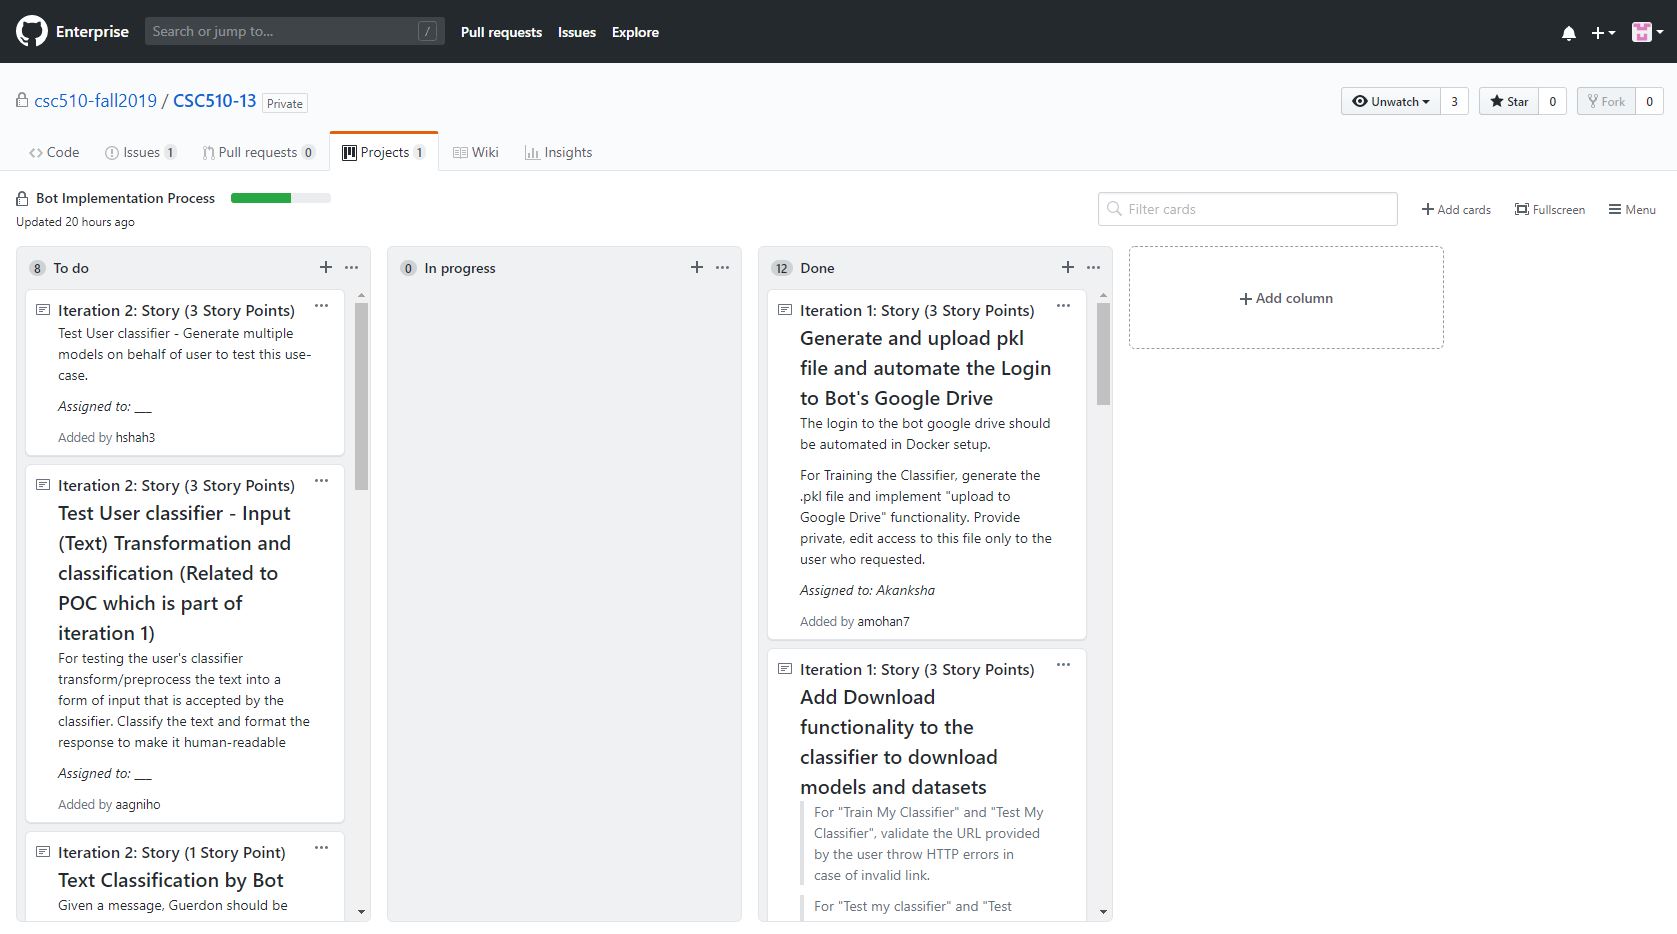 Enterprise
Search or jump to...
/
Pull requests
Issues
Explore
csc510-fall2019 / CSC510-13
Private
Unwatch
3
Star
0
Fork
0
Code
Issues 1
Pull requests 0
Projects 1
Wiki
Insights
Bot Implementation Process
Updated 20 hours ago
Filter cards
Add cards
Fullscreen
Menu
8 To do
Iteration 2: Story (3 Story Points)
Test User classifier - Generate multiple
models on behalf of user to test this use-
case.
Assigned to: ___
Added by hshah3
Iteration 2: Story (3 Story Points)
Test User classifier - Input
(Text) Transformation and
classification (Related to
POC which is part of
iteration 1)
For testing the user's classifier
transform/preprocess the text into a
form of input that is accepted by the
classifier. Classify the text and format the
response to make it human-readable
Assigned to: ___
Added by aagniho
Iteration 2: Story (1 Story Point)
Text Classification by Bot
Given a message, Guerdon should be
0 In progress
12 Done
Iteration 1: Story (3 Story Points)
Generate and upload pkl
file and automate the Login
to Bot's Google Drive
The login to the bot google drive should
be automated in Docker setup.
For Training the Classifier, generate the
.pkl file and implement "upload to
Google Drive" functionality. Provide
private, edit access to this file only to the
user who requested.
Assigned to: Akanksha
Added by amohan7
Iteration 1: Story (3 Story Points)
Add Download
functionality to the
classifier to download
models and datasets
For "Train My Classifier" and "Test My
Classifier", validate the URL provided
by the user throw HTTP errors in
case of invalid link.
For "Test my classifier" and "Test
Add column